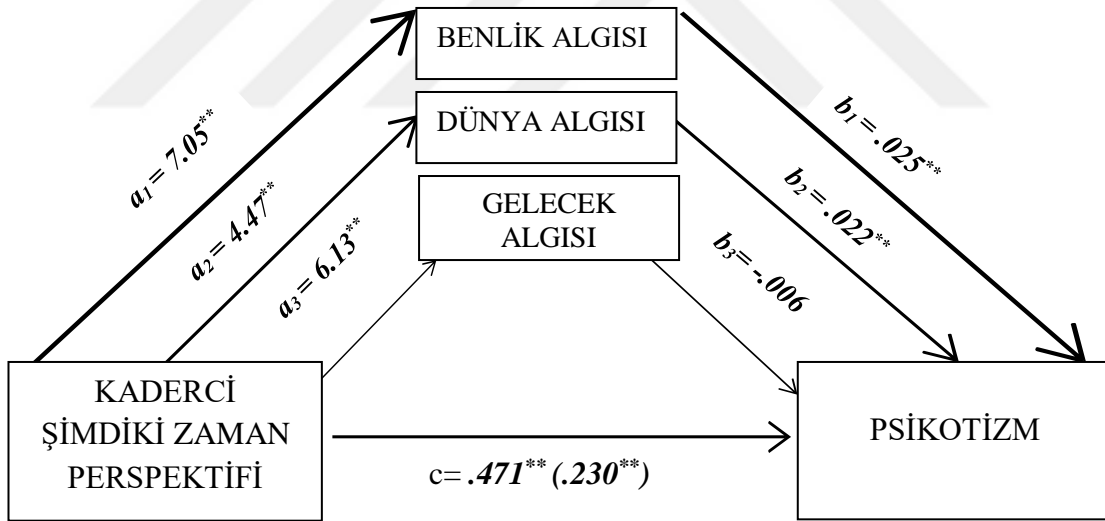 BENLİK ALGISI
DÜNYA ALGISI
GELECEK
ALGISI
a₁ = 7.05**
a₂ = 4.47**
a₃ = 6.13**
b₁ = .025**
b₂ = .022**
b₃= -.006
KADERCİ
ŞİMDİKİ ZAMAN
PERSPEKTİFİ
PSİKOTİZM
c= .471** (.230**)